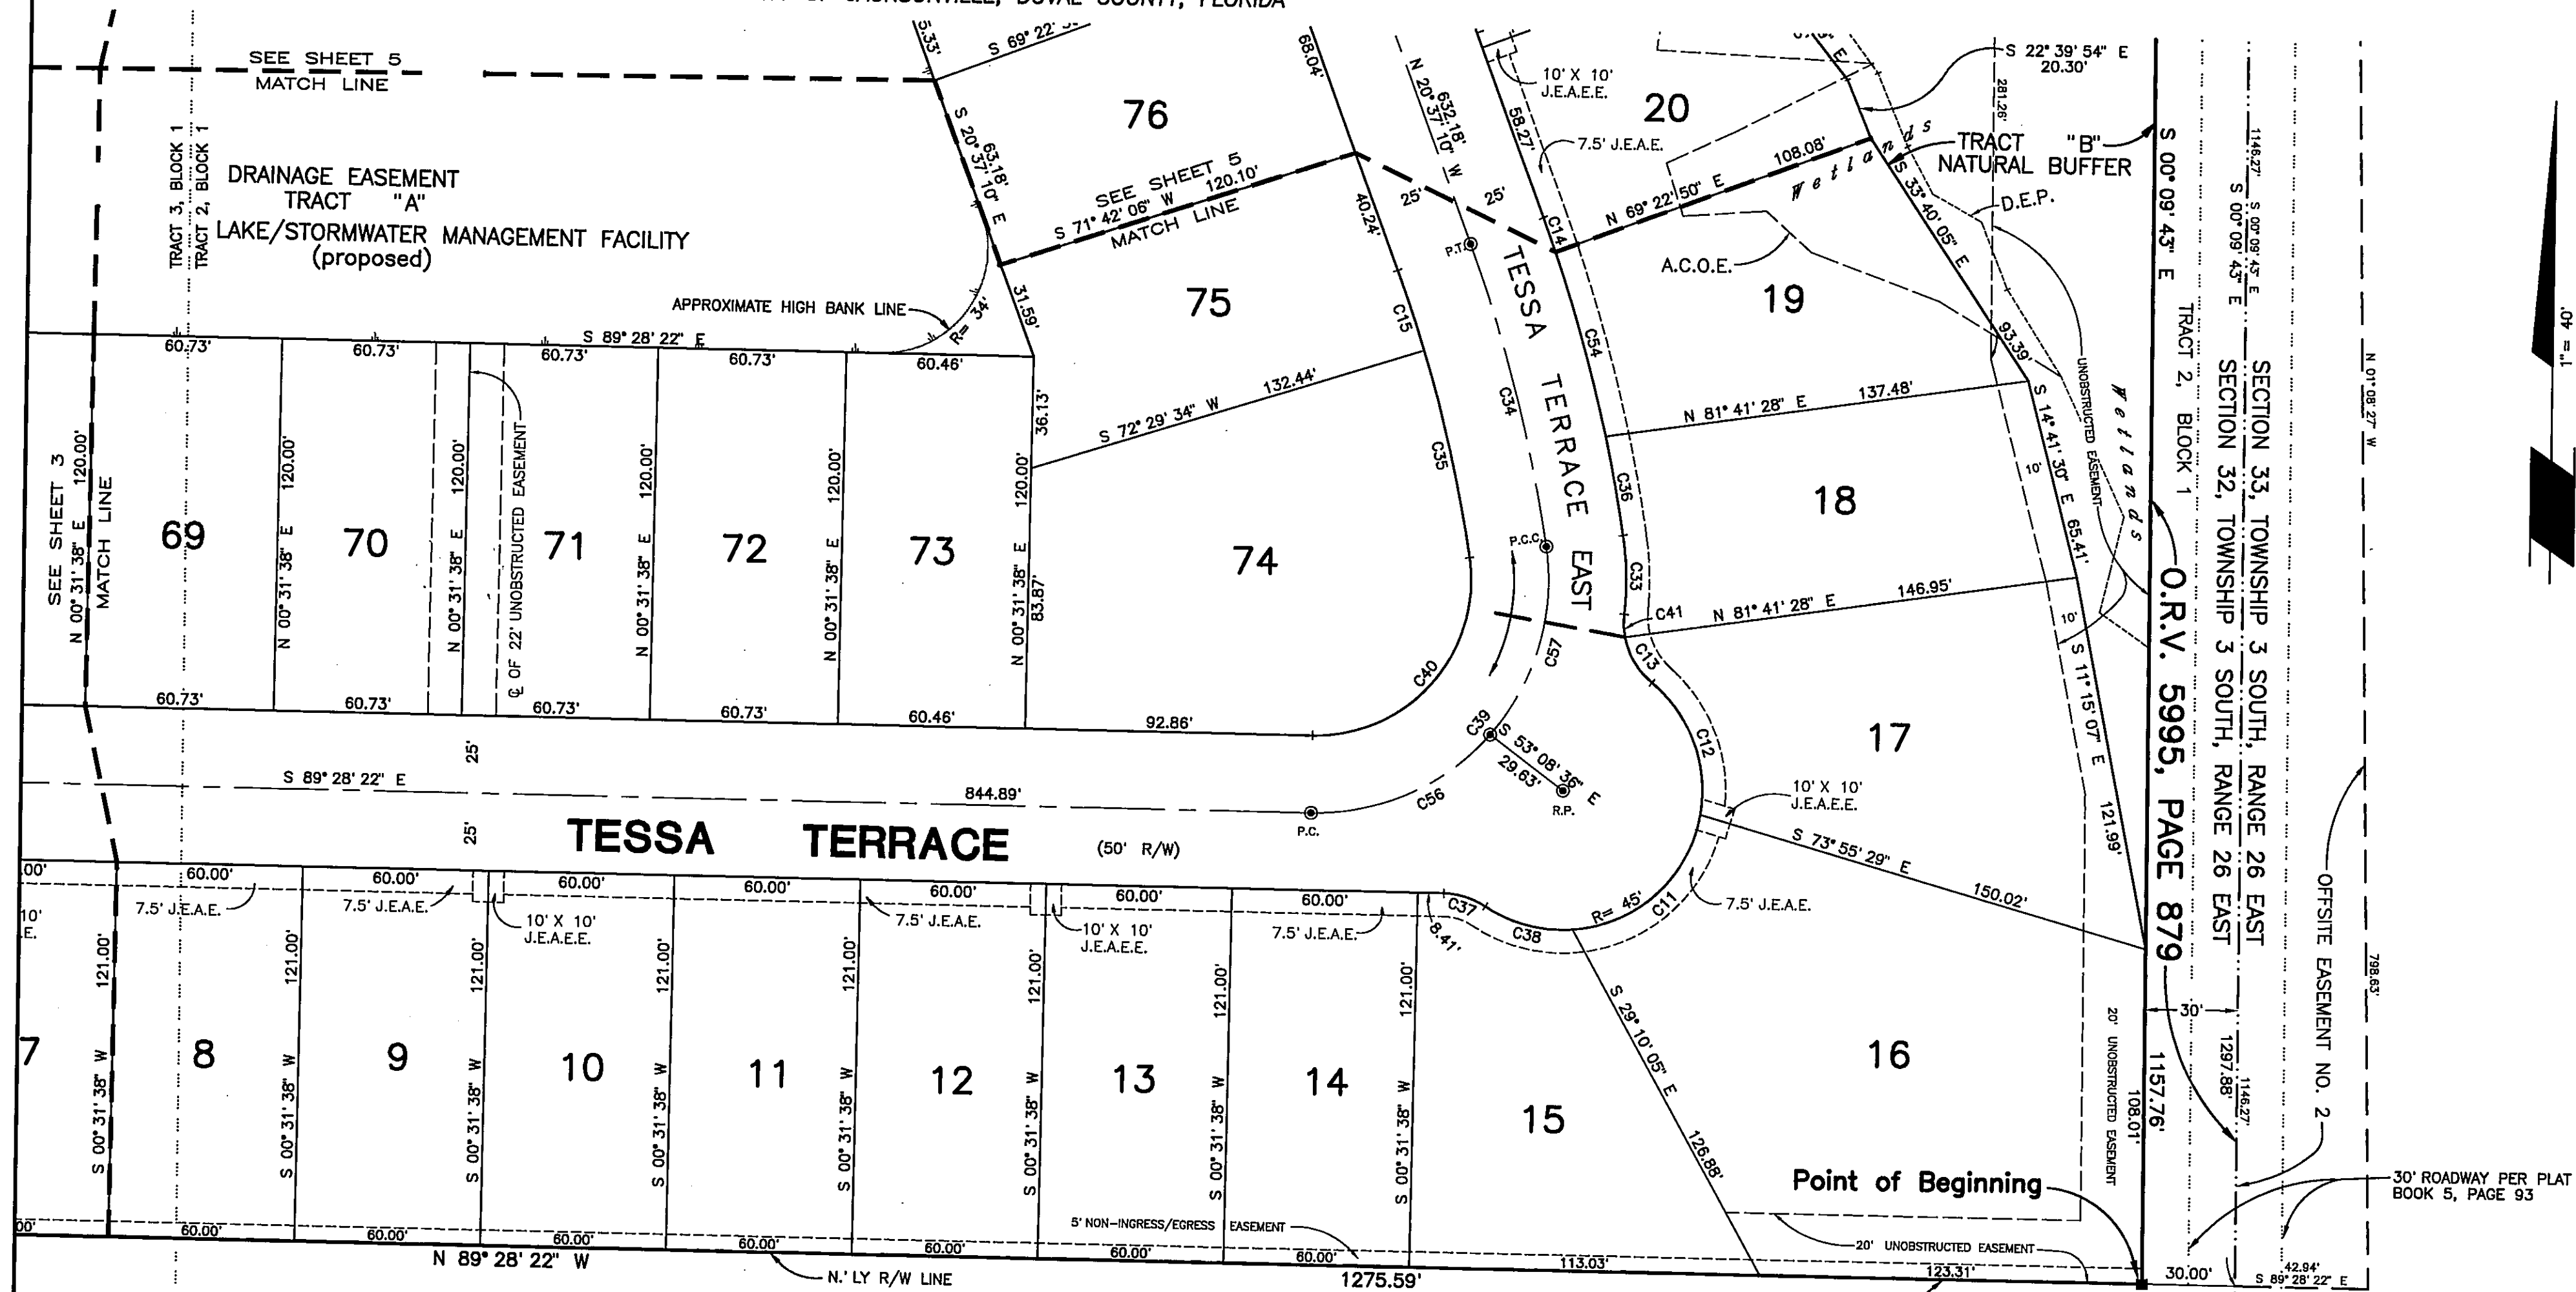 JACKSONVILLE, DUVAL COUNTY, FLORIDA
SEE SHEET 5
MATCH LINE
TRACT 3, BLOCK 1
TRACT 2, BLOCK 1
DRAINAGE EASEMENT
TRACT "A"
LAKE/STORMWATER MANAGEMENT FACILITY
(proposed)
5.33'
S 69° 22'
76
S 20° 37' 10" E
63.18'
SEE SHEET 5
S 71° 42' 06" W 120.10'
MATCH LINE
68.04'
40.24'
N 20° 37' 10" W
632.18'
25'
25'
P.T.
10' X 10'
J.E.A.E.E.
58.27'
20
7.5' J.E.A.E.
C14
N 69° 22' 50" E
108.08'
Wetlands
S 22° 39' 54" E
20.30'
281.26'
TRACT "B"
NATURAL BUFFER
S 33° 40' 05" E
93.39'
D.E.P.
A.C.O.E.
19
S 00° 09' 43" E
1146.27' S 00° 09' 43" E
S 00° 09' 43" E
N 01° 08' 27" W
1" = 40'
APPROXIMATE HIGH BANK LINE
R= 34'
31.59'
75
C15
TESSA TERRACE EAST
C54
C34
S 89° 28' 22" E
60.73'
60.73'
60.73'
60.73'
60.46'
36.13'
S 72° 29' 34" W
132.44'
C35
N 81° 41' 28" E
137.48'
S 14° 41' 30" E
65.41'
UNOBSTRUCTED EASEMENT
Wetlands
TRACT 2, BLOCK 1
SECTION 33, TOWNSHIP 3 SOUTH, RANGE 26 EAST
SECTION 32, TOWNSHIP 3 SOUTH, RANGE 26 EAST
SEE SHEET 3
MATCH LINE
N 00° 31' 38" E 120.00'
69
N 00° 31' 38" E 120.00'
70
N 00° 31' 38" E 120.00'
℄ OF 22' UNOBSTRUCTED EASEMENT
71
N 00° 31' 38" E 120.00'
72
N 00° 31' 38" E 120.00'
73
N 00° 31' 38" E 120.00'
83.87'
74
P.C.C.
C36
C33
18
10'
10'
C41
N 81° 41' 28" E
146.95'
C57
C40
C13
C39
S 53° 08' 36" E
29.63'
R.P.
C12
17
S 11° 15' 07" E
121.99'
O.R.V. 5995, PAGE 879
OFFSITE EASEMENT NO. 2
60.73'
60.73'
60.73'
60.73'
60.46'
92.86'
25'
S 89° 28' 22" E
844.89'
P.C.
C56
25'
TESSA TERRACE
(50' R/W)
10' X 10'
J.E.A.E.E.
S 73° 55' 29" E
150.02'
.00'
60.00'
60.00'
60.00'
60.00'
60.00'
60.00'
60.00'
7.5' J.E.A.E.
7.5' J.E.A.E.
10' X 10'
J.E.A.E.E.
7.5' J.E.A.E.
10' X 10'
J.E.A.E.E.
7.5' J.E.A.E.
8.41'
C37
C38
R= 45'
C11
7.5' J.E.A.E.
10'
E.
7
S 00° 31' 38" W 121.00'
8
S 00° 31' 38" W 121.00'
9
S 00° 31' 38" W 121.00'
10
S 00° 31' 38" W 121.00'
11
S 00° 31' 38" W 121.00'
12
S 00° 31' 38" W 121.00'
13
S 00° 31' 38" W 121.00'
14
S 00° 31' 38" W 121.00'
15
S 29° 10' 05" E
126.88'
16
20' UNOBSTRUCTED EASEMENT
108.01'
1157.76'
30'
1297.88'
1146.27'
798.63'
Point of Beginning
30' ROADWAY PER PLAT
BOOK 5, PAGE 93
5' NON-INGRESS/EGRESS EASEMENT
20' UNOBSTRUCTED EASEMENT
00'
60.00'
60.00'
60.00'
60.00'
60.00'
60.00'
60.00'
113.03'
123.31'
30.00'
42.94'
S 89° 28' 22" E
N 89° 28' 22" W
N.'LY R/W LINE
1275.59'